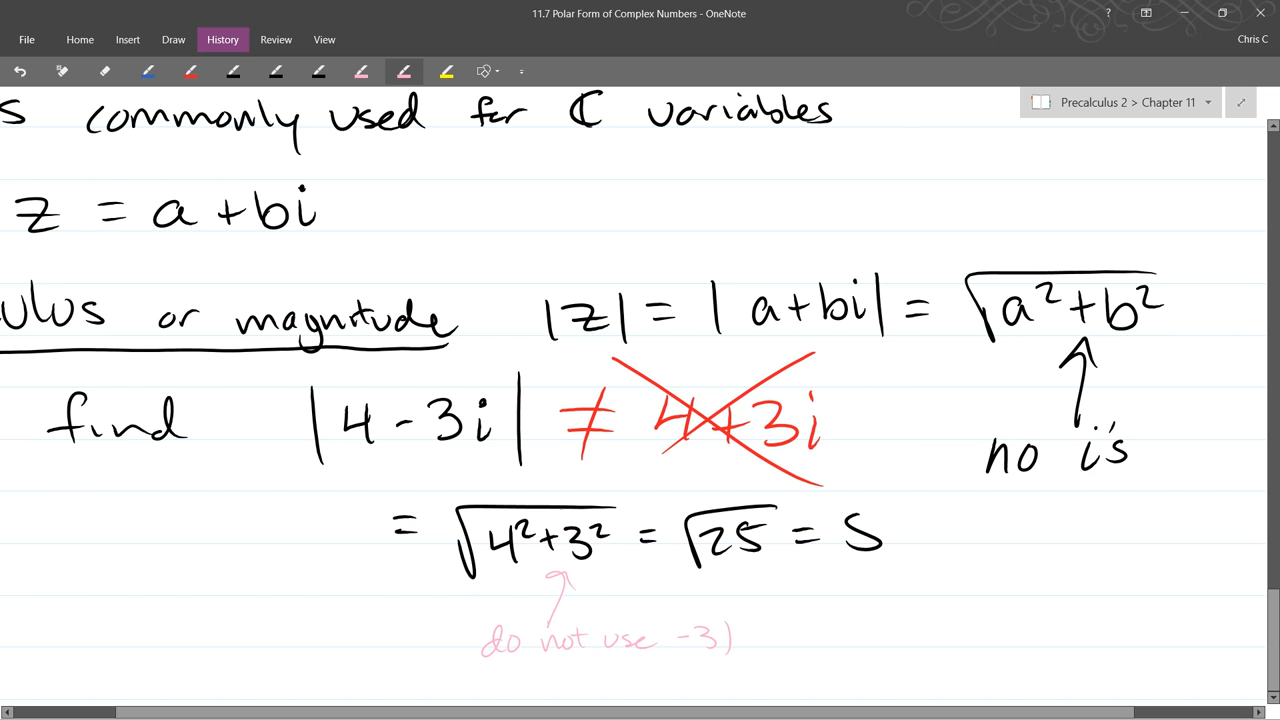 11.7 Polar Form of Complex Numbers - OneNote
File Home Insert Draw History Review View
Chris C
Precalculus 2 > Chapter 11
s commonly used for ℂ variables
z = a + bi
ulus or magnitude |z| = |a+bi| = √(a² + b²)
find |4 - 3i| ≠ 4+3i
no i's
= √(4²+3²) = √25 = 5
do not use -3)